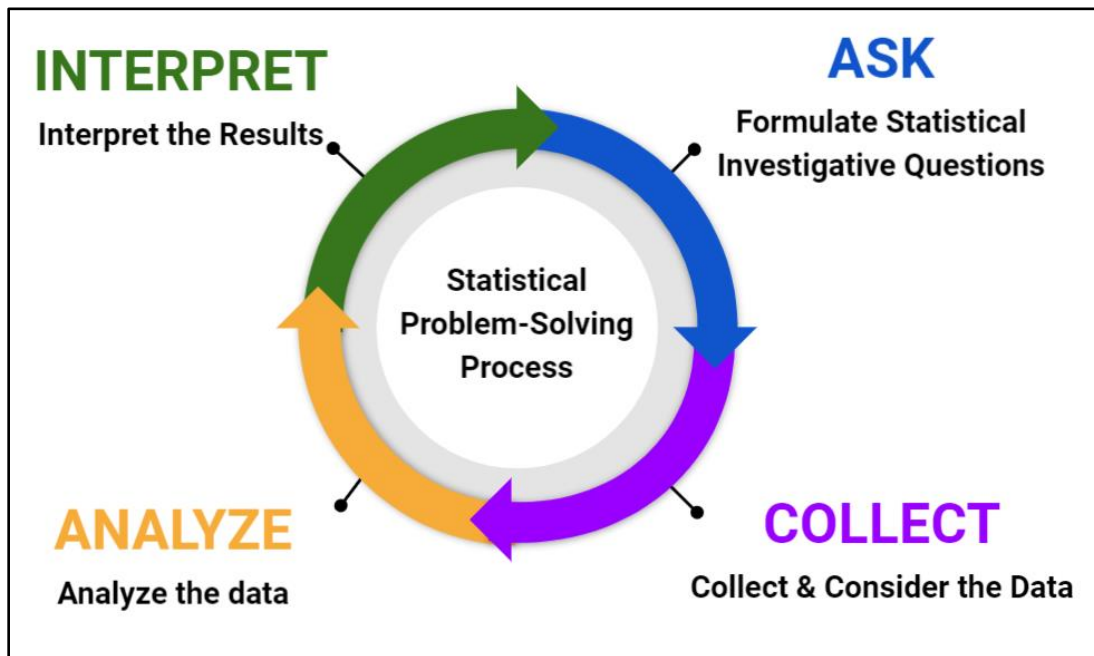 INTERPRET
Interpret the Results
ASK
Formulate Statistical
Investigative Questions
Statistical
Problem-Solving
Process
ANALYZE
Analyze the data
COLLECT
Collect & Consider the Data